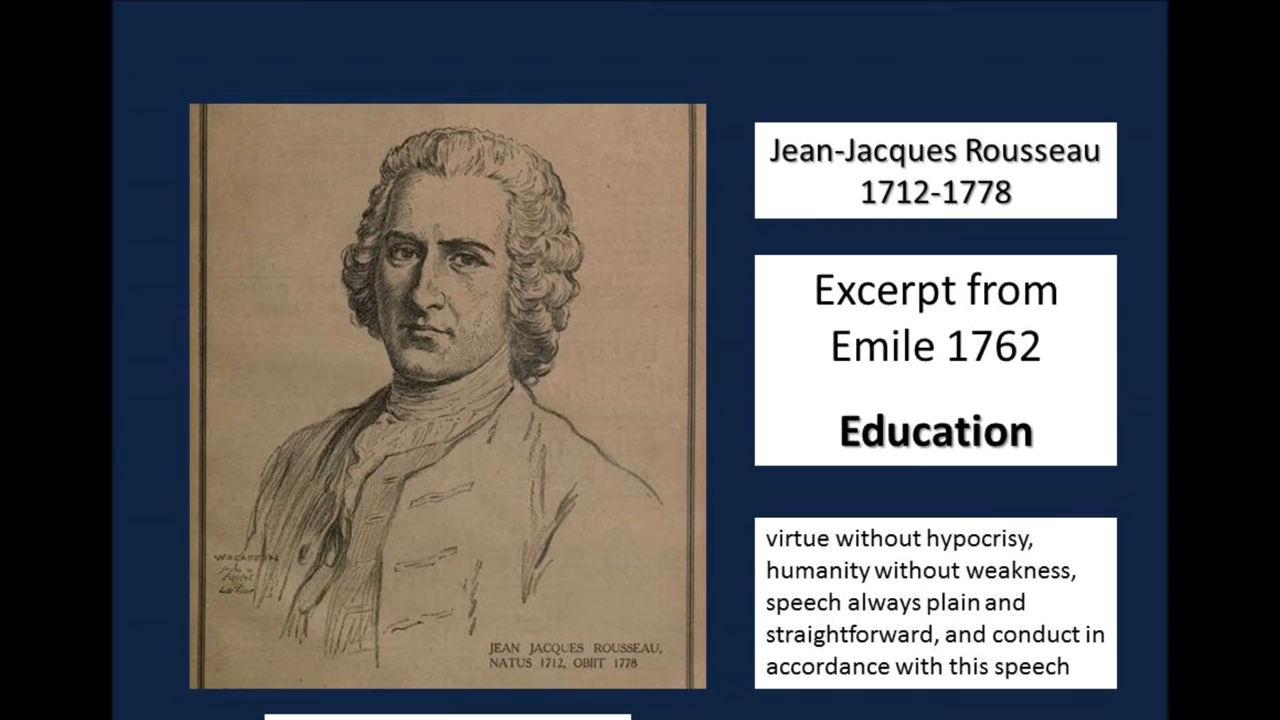 Jean-Jacques Rousseau
1712-1778
Excerpt from
Emile 1762
Education
virtue without hypocrisy,
humanity without weakness,
speech always plain and
straightforward, and conduct in
accordance with this speech
JEAN JACQUES ROUSSEAU,
NATUS 1712, OBIIT 1778